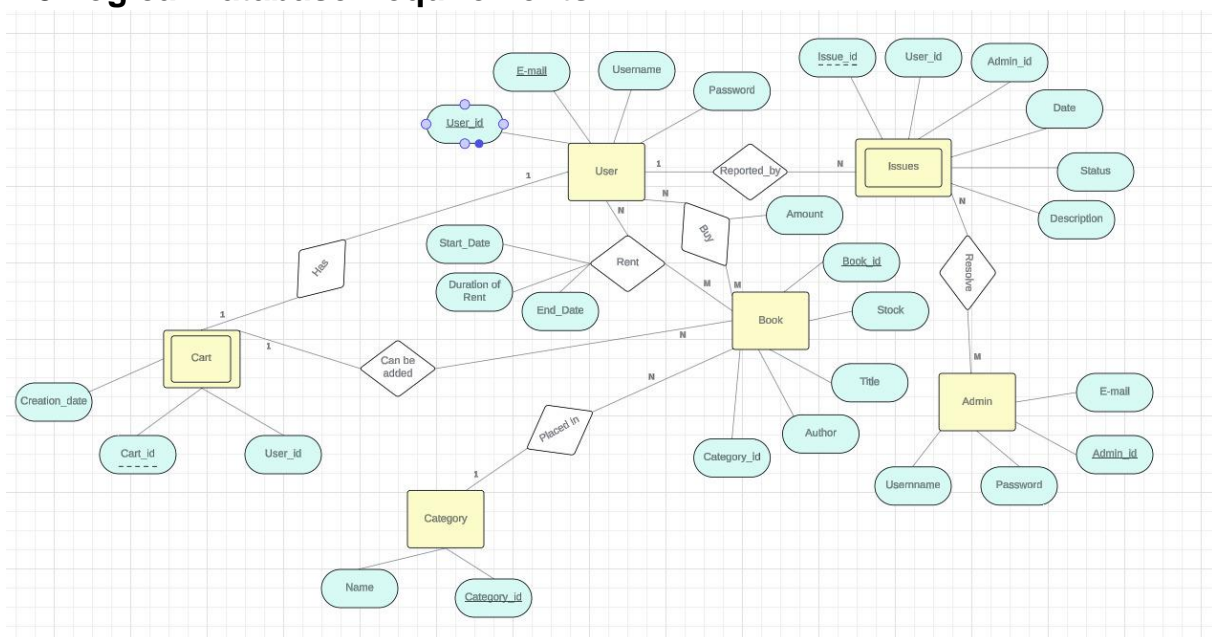 E-mail
Username
Password
User_id
User
1
Reported_by
N
Issue_id
User_id
Admin_id
Date
Issues
Status
Description
1
N
N
N
Has
Start_Date
Duration of
Rent
End_Date
Rent
Buy
Amount
M
M
Book_id
Stock
Book
Title
Author
Category_id
Resolve
M
Admin
E-mail
Admin_id
Usernname
Password
1
1
Cart
Can be
added
N
Creation_date
Cart_id
User_id
N
Placed in
1
Category
Name
Category_id